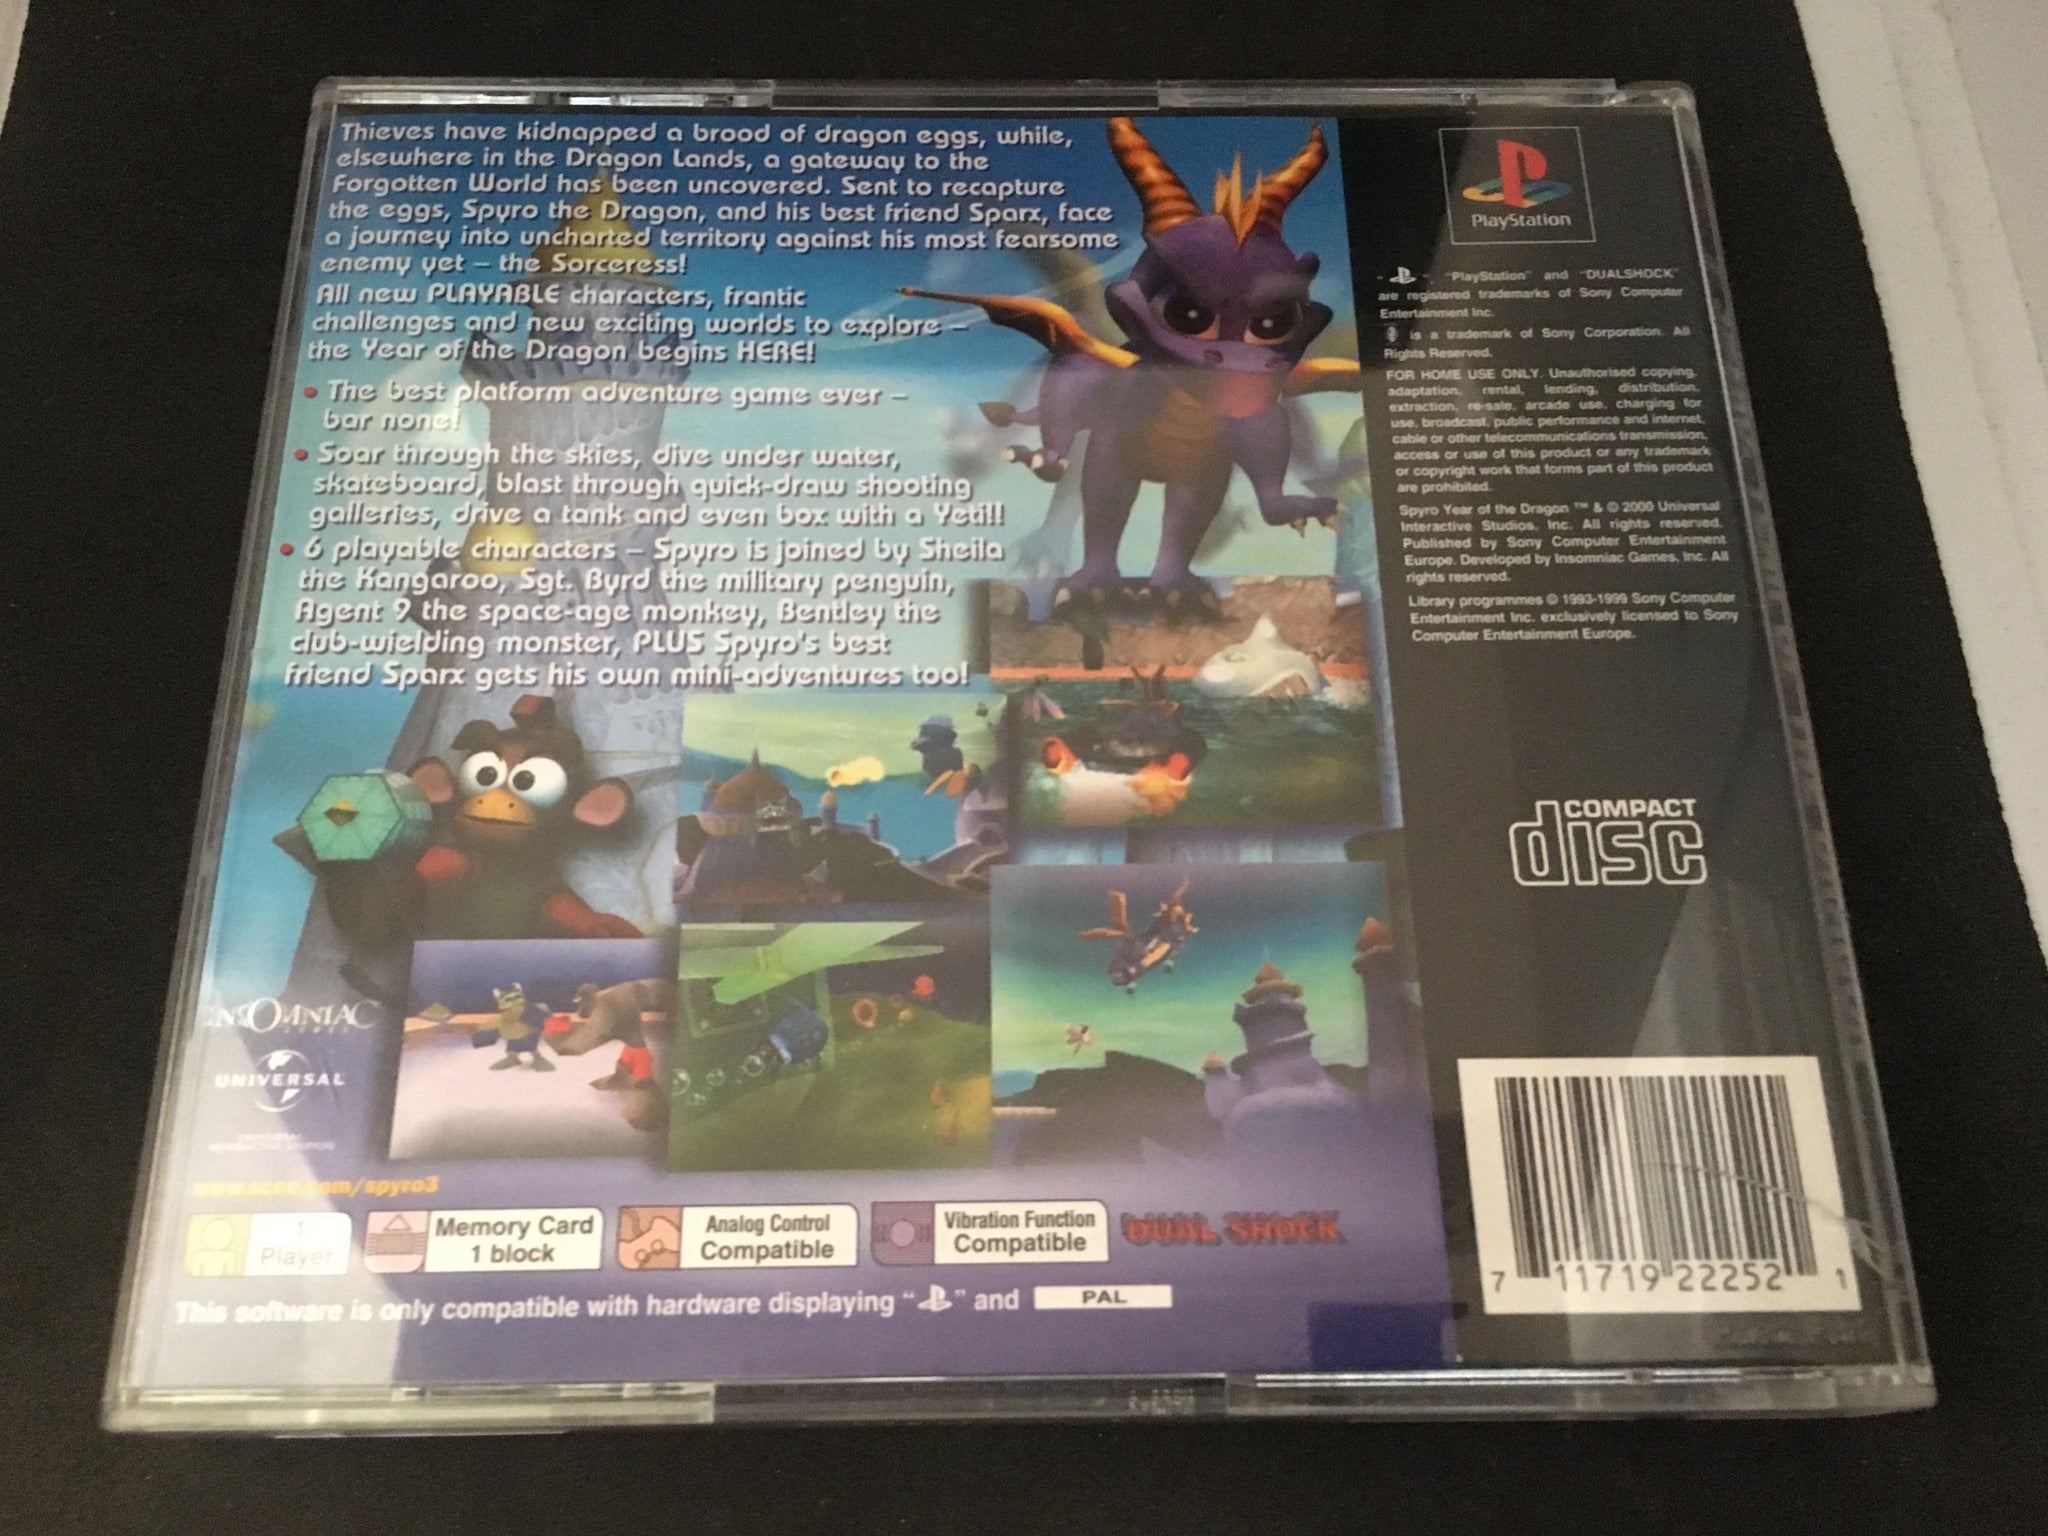 Thieves have kidnapped a brood of dragon eggs, while,
elsewhere in the Dragon Lands, a gateway to the
Forgotten World has been uncovered. Sent to recapture
the eggs, Spyro the Dragon, and his best friend Sparx, face
a journey into uncharted territory against his most fearsome
enemy yet – the Sorceress!
All new PLAYABLE characters, frantic
challenges and new exciting worlds to explore –
the Year of the Dragon begins HERE!
• The best platform adventure game ever –
bar none!
• Soar through the skies, dive under water,
skateboard, blast through quick-draw shooting
galleries, drive a tank and even box with a Yeti!!
• 6 playable characters – Spyro is joined by Sheila
the Kangaroo, Sgt. Byrd the military penguin,
Agent 9 the space-age monkey, Bentley the
club-wielding monster, PLUS Spyro's best
friend Sparx gets his own mini-adventures too!
INSOMNIAC
GAMES
UNIVERSAL
www.scee.com/spyro3
1
Player
Memory Card
1 block
Analog Control
Compatible
Vibration Function
Compatible
DUAL SHOCK
This software is only compatible with hardware displaying " " and PAL
PlayStation
" ", "PlayStation" and "DUALSHOCK"
are registered trademarks of Sony Computer
Entertainment Inc.
is a trademark of Sony Corporation. All
Rights Reserved.
FOR HOME USE ONLY. Unauthorised copying,
adaptation, rental, lending, distribution,
extraction, re-sale, arcade use, charging for
use, broadcast, public performance and internet,
cable or other telecommunications transmission,
access or use of this product or any trademark
or copyright work that forms part of this product
are prohibited.
Spyro Year of the Dragon ™ & © 2000 Universal
Interactive Studios, Inc. All rights reserved.
Published by Sony Computer Entertainment
Europe. Developed by Insomniac Games, Inc. All
rights reserved.
Library programmes © 1993-1999 Sony Computer
Entertainment Inc. exclusively licensed to Sony
Computer Entertainment Europe.
COMPACT
disc
7 11719 22252 1